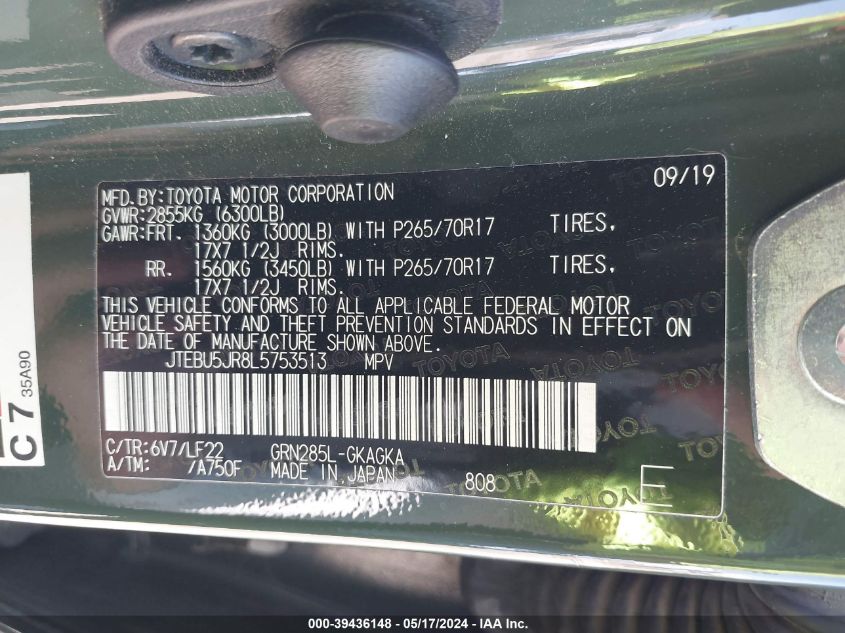 MFD.BY:TOYOTA MOTOR CORPORATION 09/19
GVWR:2855KG (6300LB)
GAWR:FRT. 1360KG (3000LB) WITH P265/70R17 TIRES,
17X7 1/2J RIMS.
RR. 1560KG (3450LB) WITH P265/70R17 TIRES,
17X7 1/2J RIMS.
THIS VEHICLE CONFORMS TO ALL APPLICABLE FEDERAL MOTOR
VEHICLE SAFETY AND THEFT PREVENTION STANDARDS IN EFFECT ON
THE DATE OF MANUFACTURE SHOWN ABOVE.
JTEBU5JR8L5753513 MPV
C/TR:6V7/LF22 GRN285L-GKAGKA
A/TM: /A750F MADE IN JAPAN 808 E
C 7 35A90
000-39436148 - 05/17/2024 - IAA Inc.